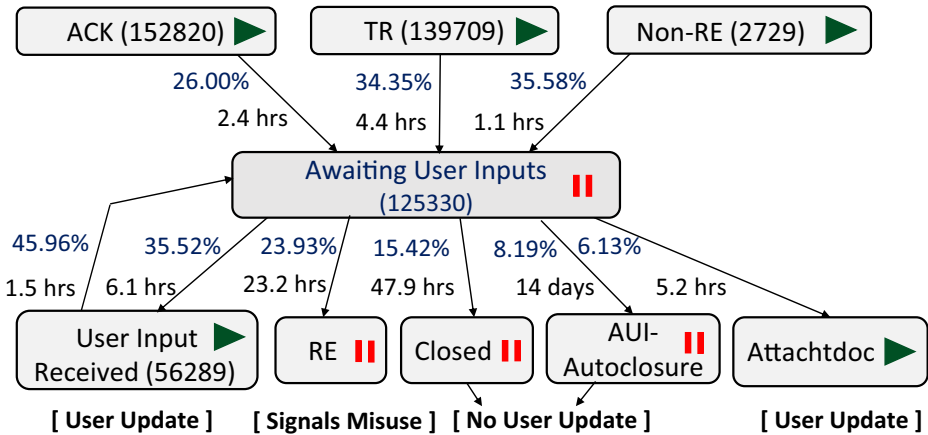 ACK (152820)
TR (139709)
Non-RE (2729)
26.00%
34.35%
35.58%
2.4 hrs
4.4 hrs
1.1 hrs
Awaiting User Inputs
(125330)
45.96%
35.52%
23.93%
15.42%
8.19%
6.13%
1.5 hrs
6.1 hrs
23.2 hrs
47.9 hrs
14 days
5.2 hrs
User Input
Received (56289)
RE
Closed
AUI-
Autoclosure
Attachtdoc
[ User Update ]
[ Signals Misuse ]
[ No User Update ]
[ User Update ]